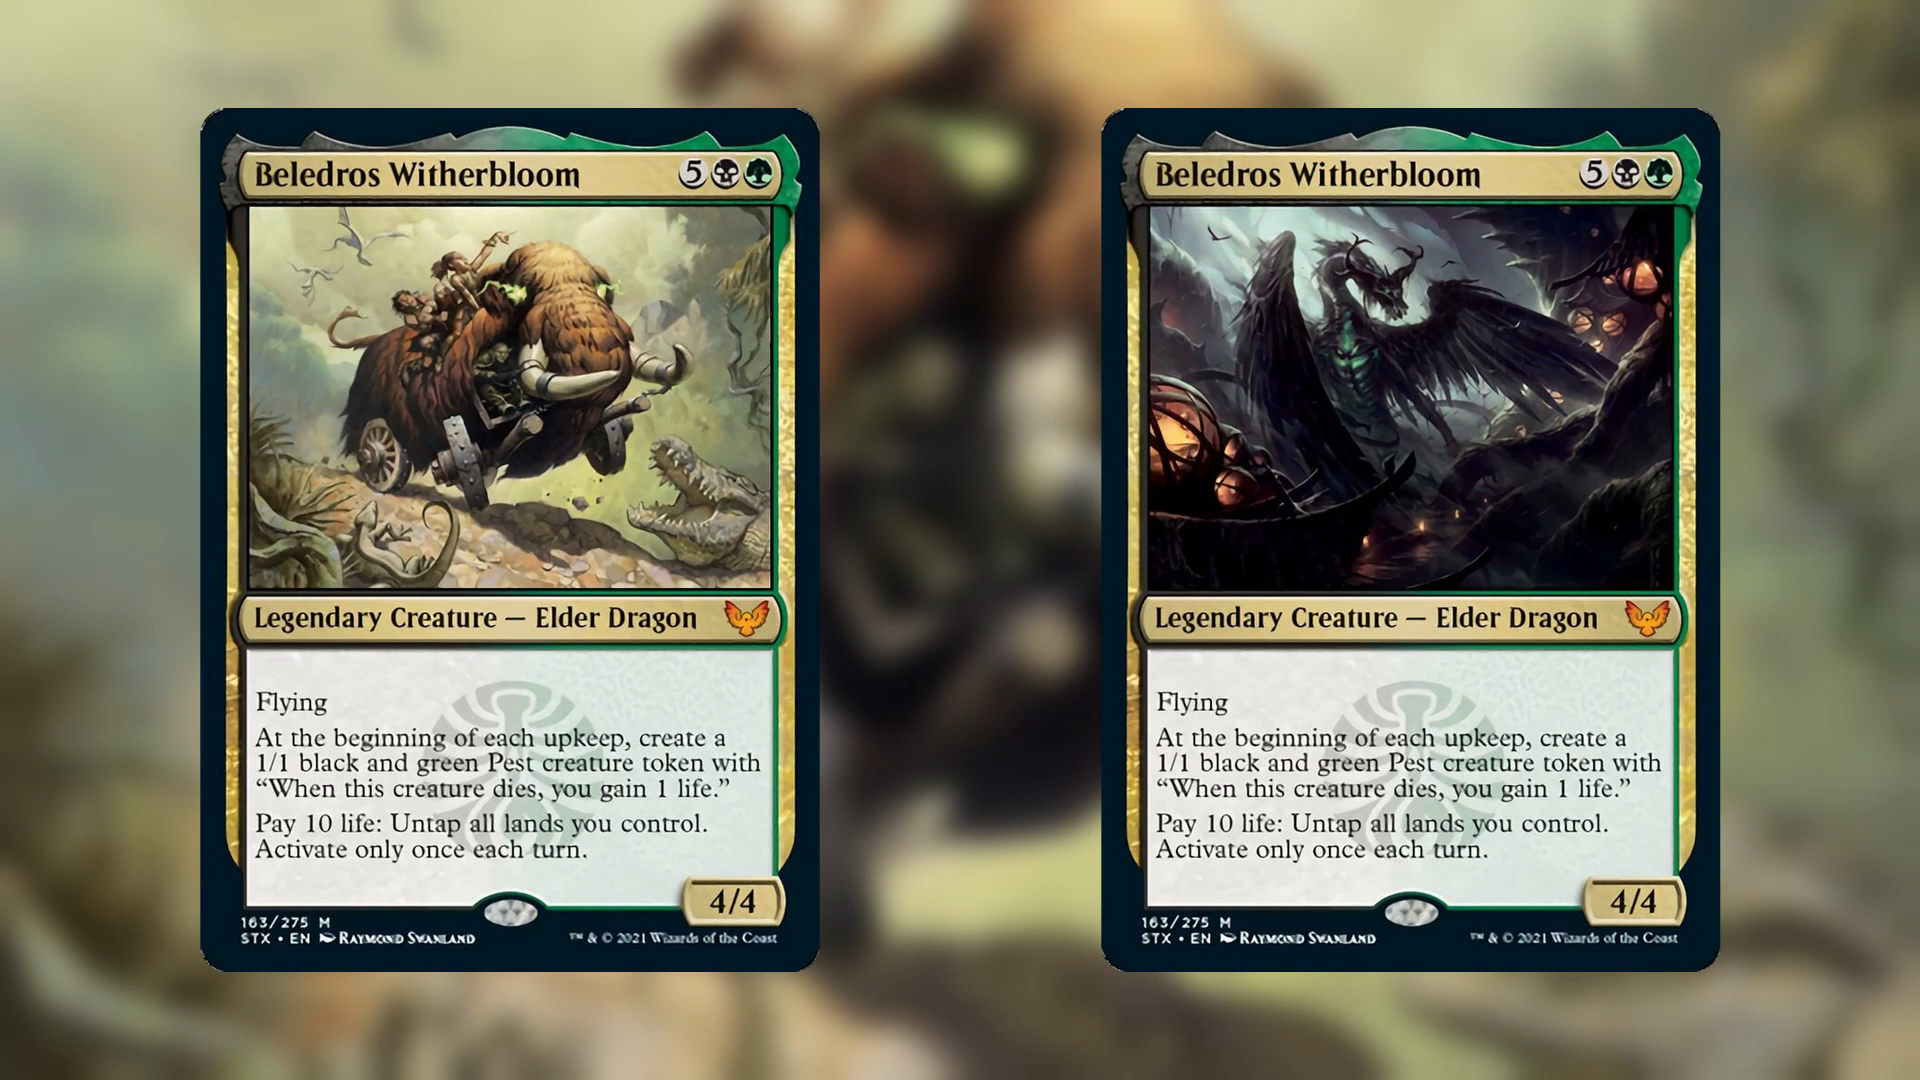 Beledros Witherbloom 5
Legendary Creature — Elder Dragon
Flying
At the beginning of each upkeep, create a
1/1 black and green Pest creature token with
“When this creature dies, you gain 1 life.”
Pay 10 life: Untap all lands you control.
Activate only once each turn.
4/4
163/275 M
STX • EN Raymond Swanland
™ & © 2021 Wizards of the Coast
Beledros Witherbloom 5
Legendary Creature — Elder Dragon
Flying
At the beginning of each upkeep, create a
1/1 black and green Pest creature token with
“When this creature dies, you gain 1 life.”
Pay 10 life: Untap all lands you control.
Activate only once each turn.
4/4
163/275 M
STX • EN Raymond Swanland
™ & © 2021 Wizards of the Coast